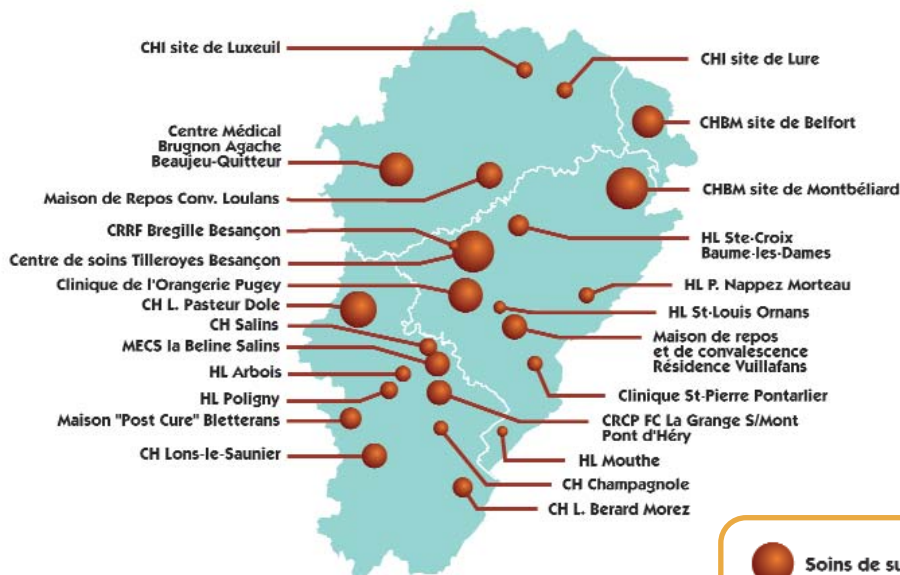 CHI site de Luxeuil
CHI site de Lure
Centre Médical
Brugnon Agache
Beaujeu-Quitteur
CHBM site de Belfort
Maison de Repos Conv. Loulans
CHBM site de Montbéliard
CRRF Bregille Besançon
Centre de soins Tilleroyes Besançon
HL Ste-Croix
Baume-les-Dames
Clinique de l'Orangerie Pugey
HL P. Nappez Morteau
CH L. Pasteur Dole
HL St-Louis Ornans
CH Salins
Maison de repos
et de convalescence
Résidence Vuillafans
MECS la Beline Salins
HL Arbois
Clinique St-Pierre Pontarlier
HL Poligny
Maison "Post Cure" Bletterans
CRCP FC La Grange S/Mont
Pont d'Héry
CH Lons-le-Saunier
HL Mouthe
CH Champagnole
CH L. Berard Morez
Soins de su